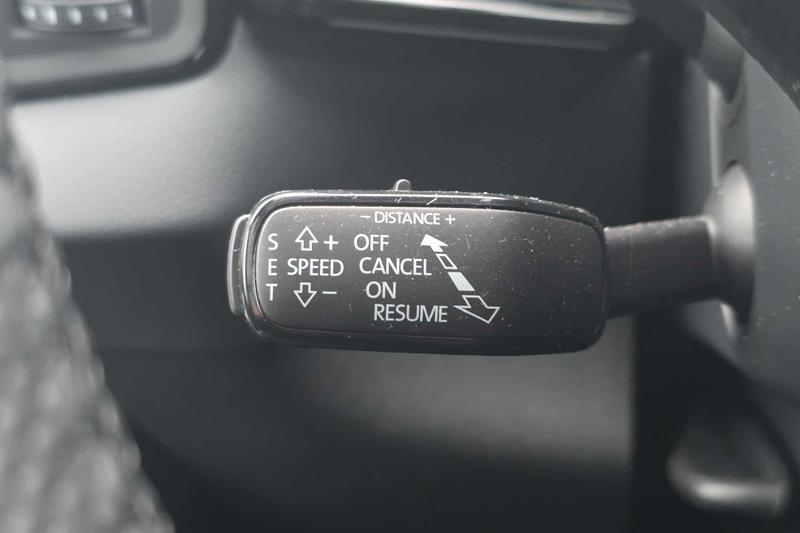 - DISTANCE +
S + OFF
E SPEED CANCEL
T - ON
RESUME